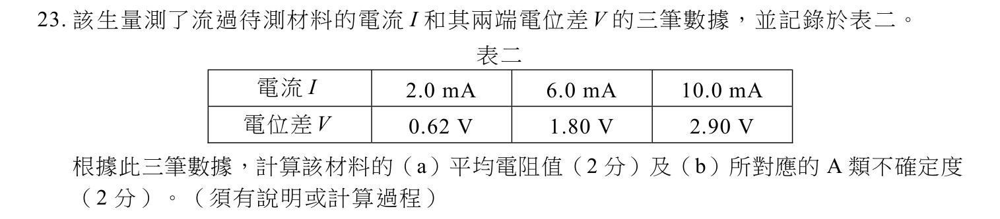 23. 該生量測了流過待測材料的電流 I 和其兩端電位差 V 的三筆數據，並記錄於表二。
表二
電流 I 2.0 mA 6.0 mA 10.0 mA
電位差 V 0.62 V 1.80 V 2.90 V
根據此三筆數據，計算該材料的（a）平均電阻值（2 分）及（b）所對應的 A 類不確定度
（2 分）。（須有說明或計算過程）